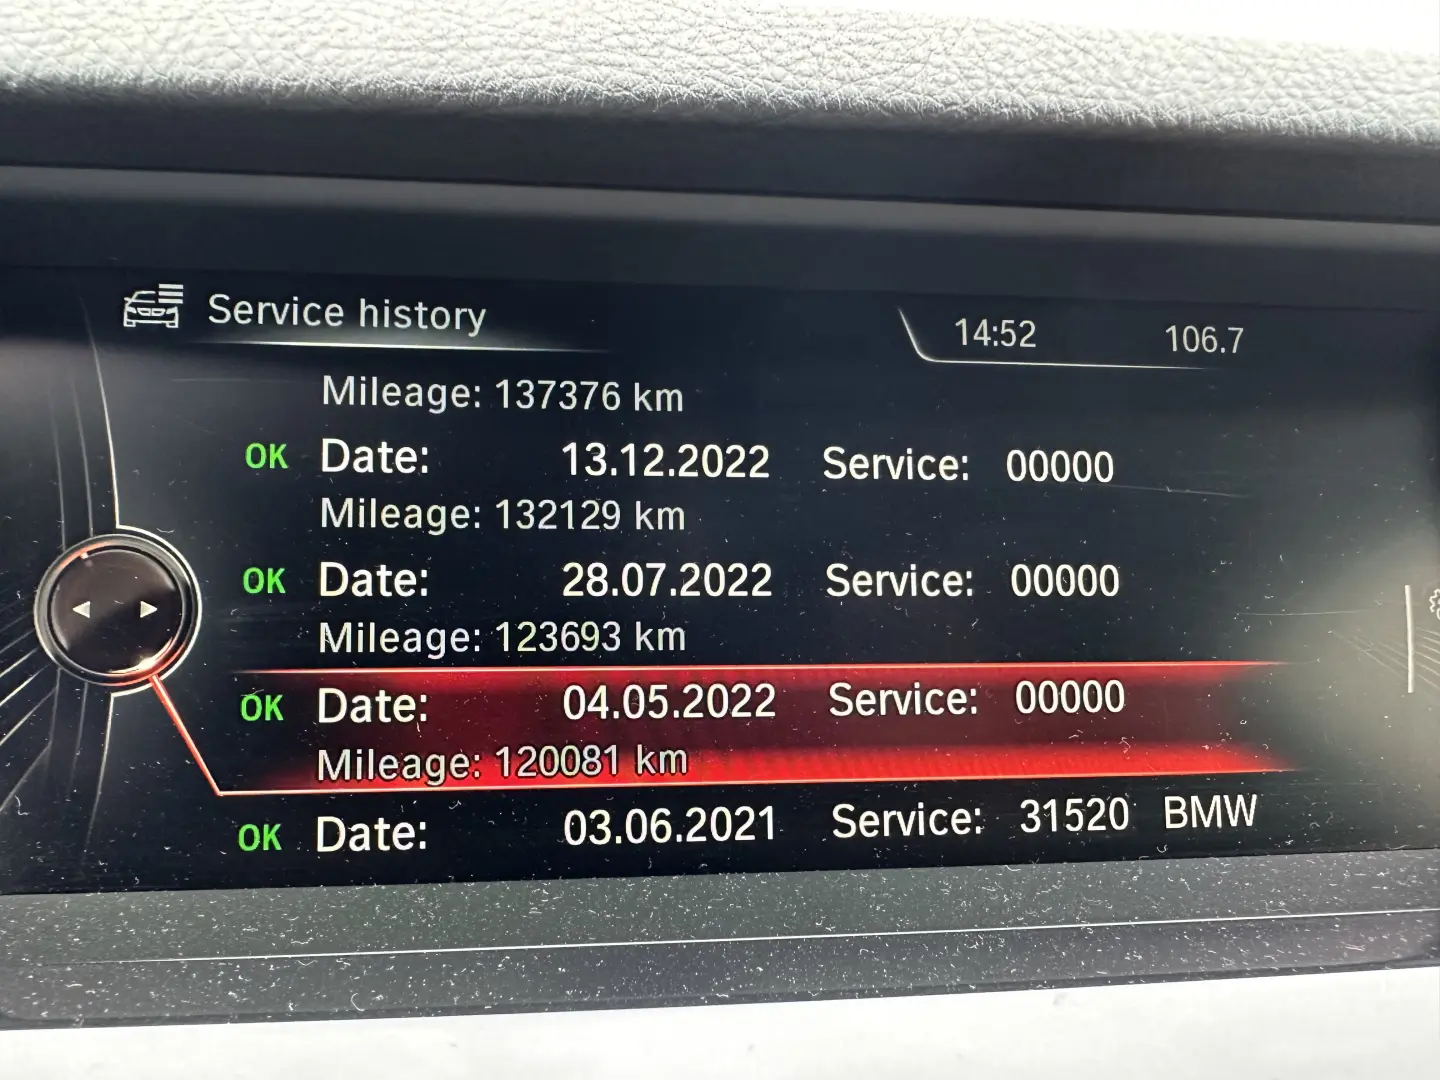 Service history 14:52 106.7
Mileage: 137376 km
OK Date: 13.12.2022 Service: 00000
Mileage: 132129 km
OK Date: 28.07.2022 Service: 00000
Mileage: 123693 km
OK Date: 04.05.2022 Service: 00000
Mileage: 120081 km
OK Date: 03.06.2021 Service: 31520 BMW